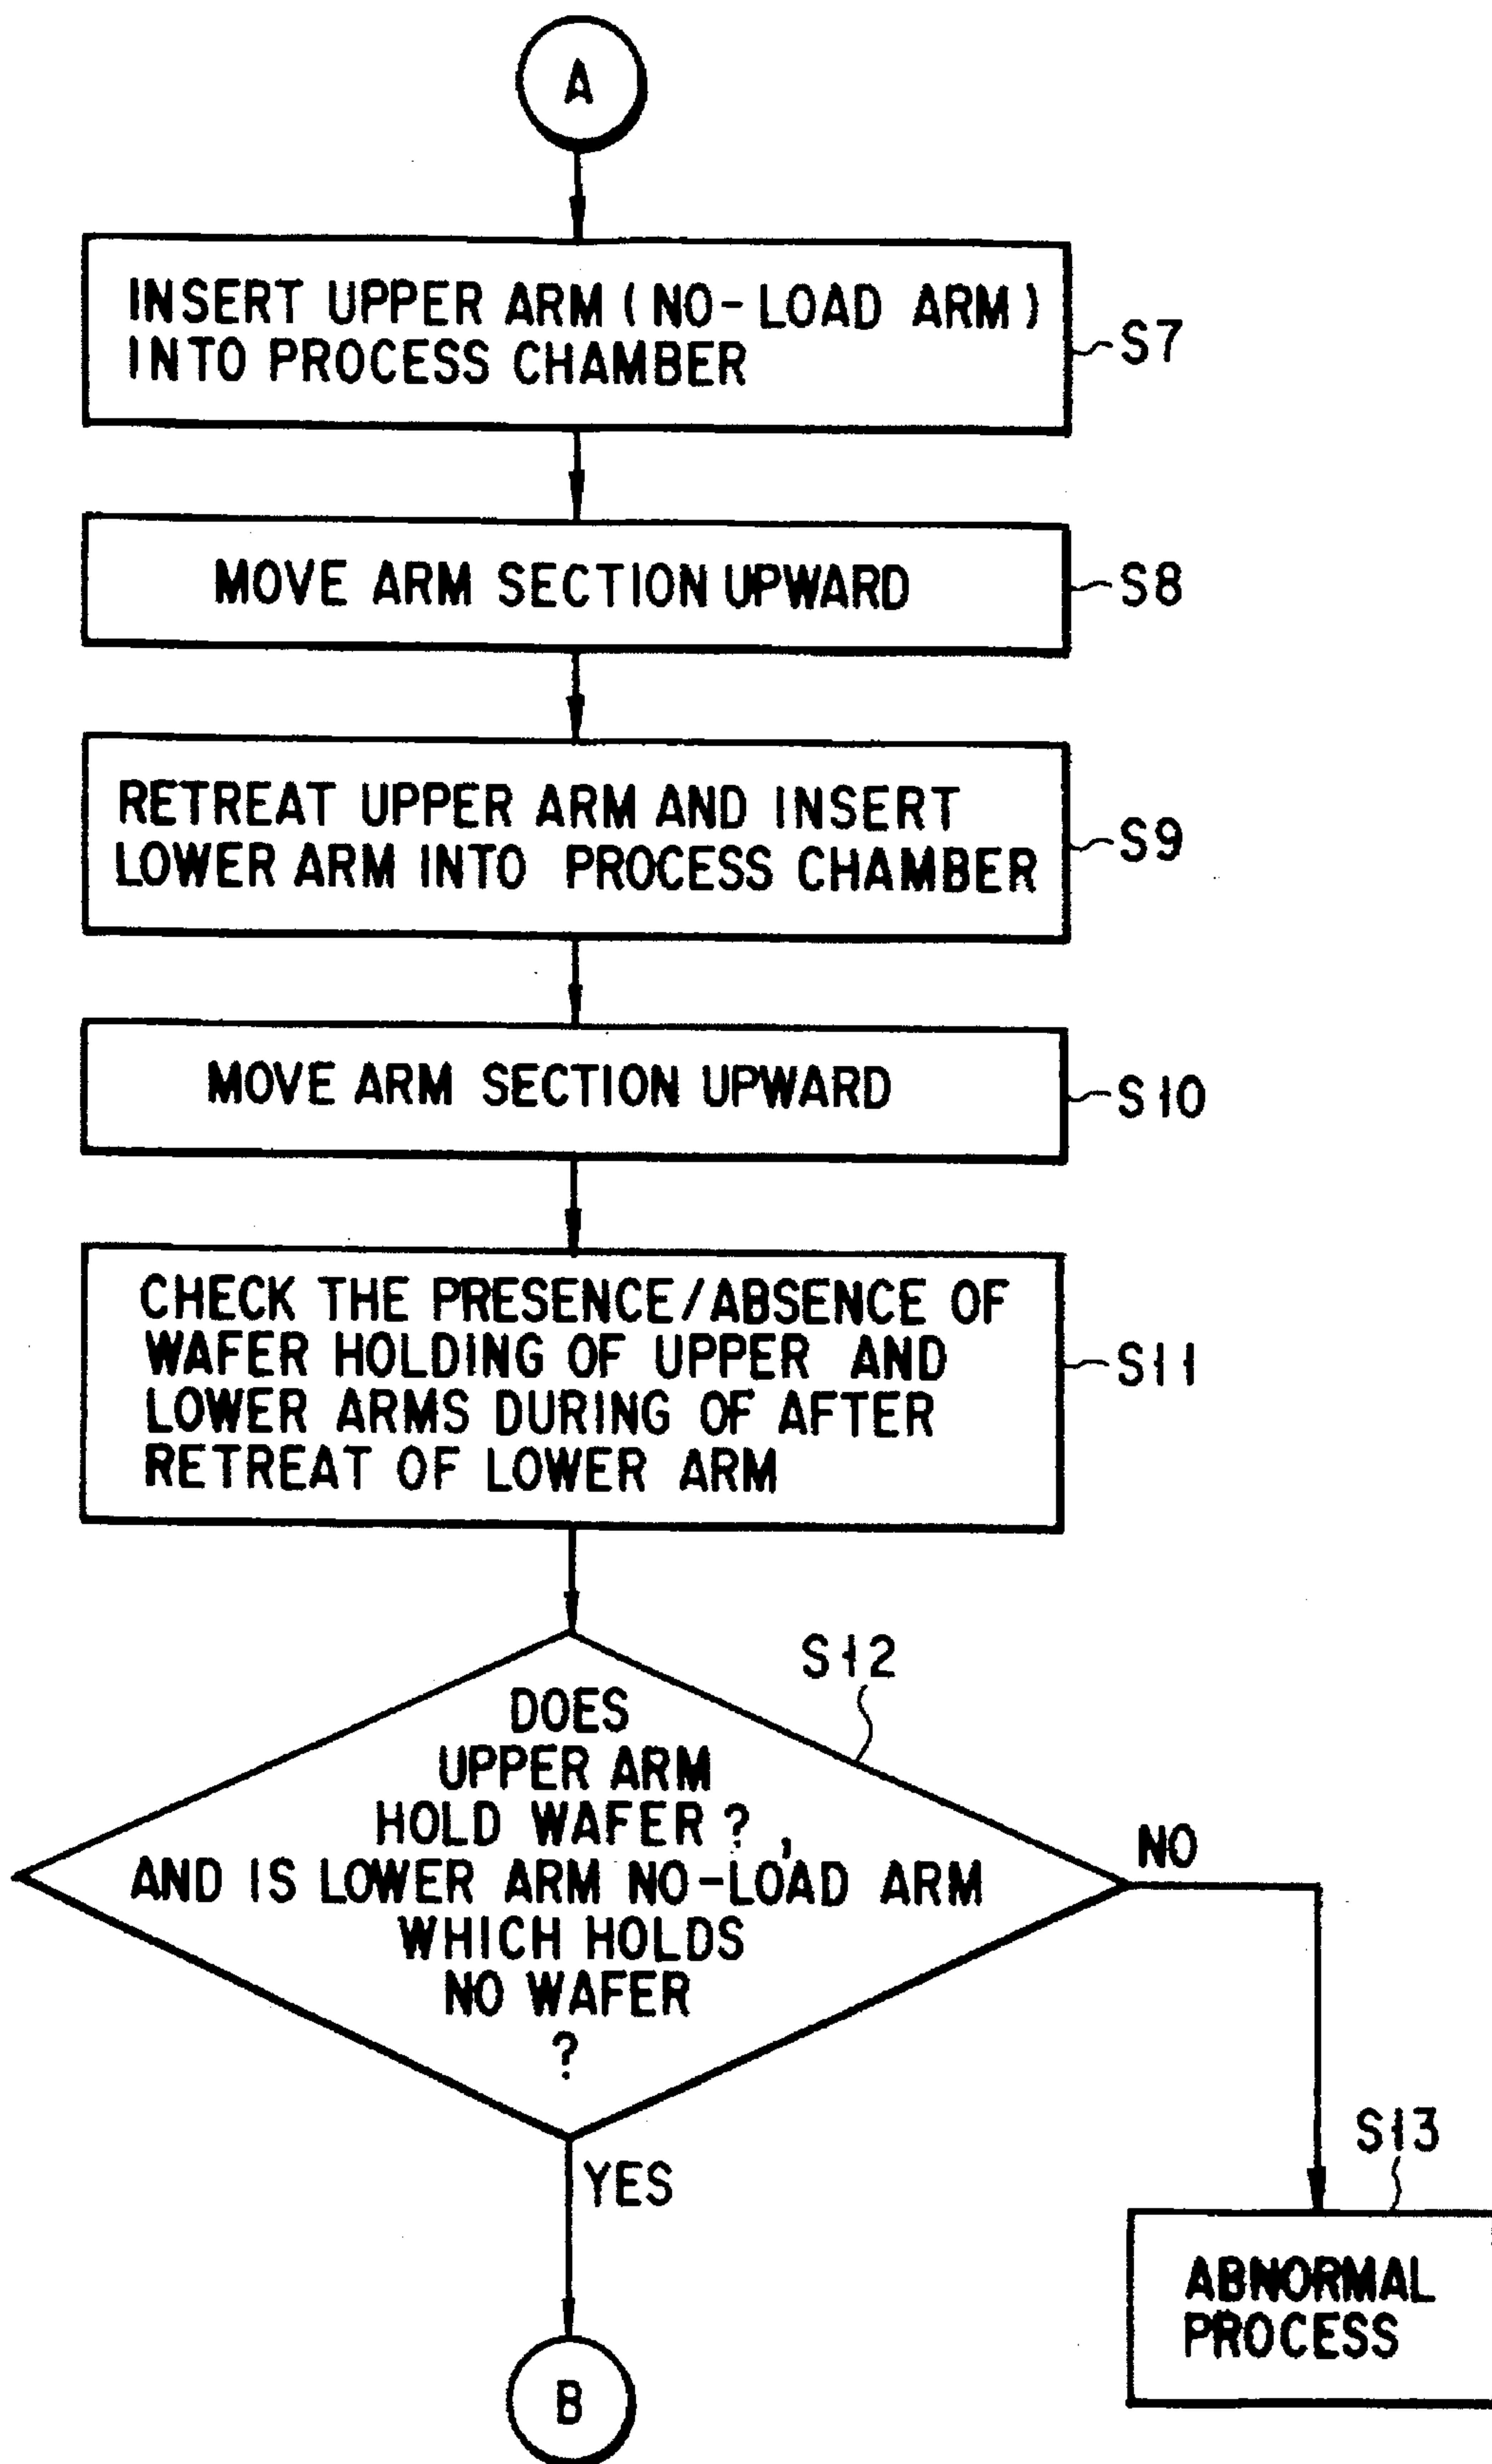 A
INSERT UPPER ARM (NO-LOAD ARM)
INTO PROCESS CHAMBER
S7
MOVE ARM SECTION UPWARD
S8
RETREAT UPPER ARM AND INSERT
LOWER ARM INTO PROCESS CHAMBER
S9
MOVE ARM SECTION UPWARD
S10
CHECK THE PRESENCE/ABSENCE OF
WAFER HOLDING OF UPPER AND
LOWER ARMS DURING OF AFTER
RETREAT OF LOWER ARM
S11
S12
DOES
UPPER ARM
HOLD WAFER?,
AND IS LOWER ARM NO-LOAD ARM
WHICH HOLDS
NO WAFER
?
NO
YES
S13
ABNORMAL
PROCESS
B